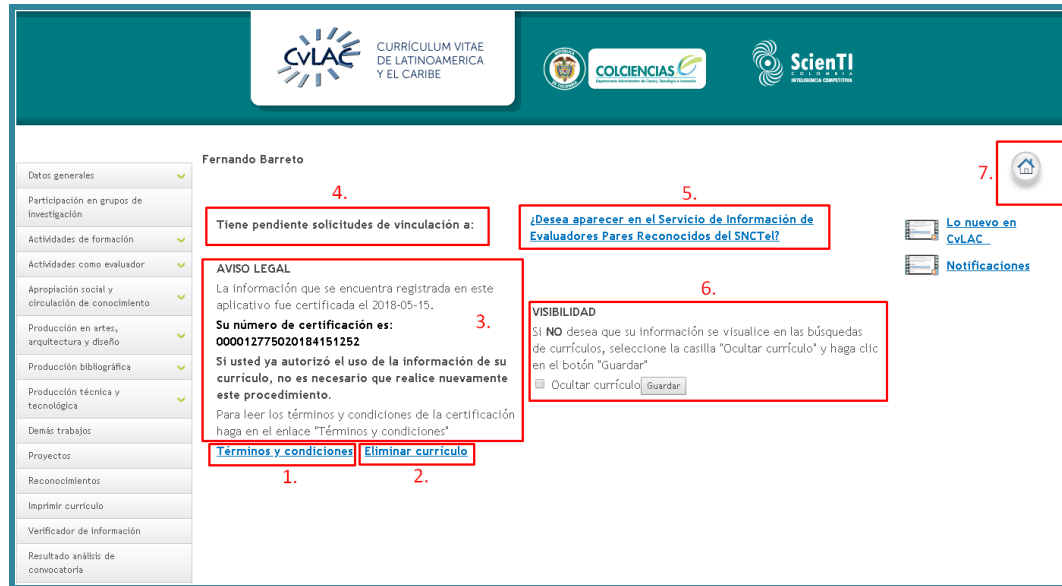 CvLAC
CURRÍCULUM VITAE
DE LATINOAMERICA
Y EL CARIBE
REPÚBLICA
DE COLOMBIA
COLCIENCIAS
Departamento Administrativo de Ciencia, Tecnología e Innovación
ScienTI
COLOMBIA
INTELIGENCIA COMPETITIVA
Fernando Barreto
7.
Datos generales
Participación en grupos de
investigación
Actividades de formación
Actividades como evaluador
Apropiación social y
circulación de conocimiento
Producción en artes,
arquitectura y diseño
Producción bibliográfica
Producción técnica y
tecnológica
Demás trabajos
Proyectos
Reconocimientos
Imprimir currículo
Verificador de información
Resultado análisis de
convocatoria
4.
Tiene pendiente solicitudes de vinculación a:
5.
¿Desea aparecer en el Servicio de Información de
Evaluadores Pares Reconocidos del SNCTeI?
Lo nuevo en
CvLAC
Notificaciones
AVISO LEGAL
La información que se encuentra registrada en este
aplicativo fue certificada el 2018-05-15.
Su número de certificación es:
000012775020184151252
3.
Si usted ya autorizó el uso de la información de su
currículo, no es necesario que realice nuevamente
este procedimiento.
Para leer los términos y condiciones de la certificación
haga en el enlace "Términos y condiciones"
6.
VISIBILIDAD
Si NO desea que su información se visualice en las búsquedas
de currículos, seleccione la casilla "Ocultar currículo" y haga clic
en el botón "Guardar"
Ocultar currículo Guardar
Términos y condiciones Eliminar currículo
1. 2.